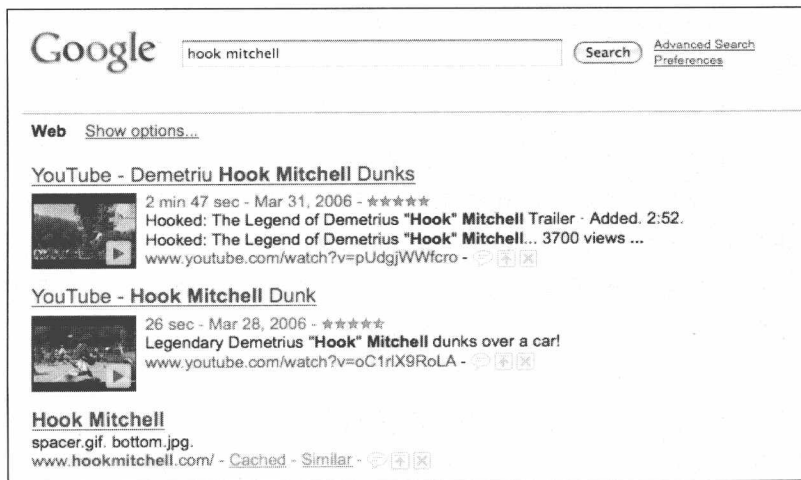 Google
hook mitchell
Search
Advanced Search
Preferences
Web Show options...
YouTube - Demetriu Hook Mitchell Dunks
2 min 47 sec - Mar 31, 2006 - ★★★★★
Hooked: The Legend of Demetrius "Hook" Mitchell Trailer · Added. 2:52.
Hooked: The Legend of Demetrius "Hook" Mitchell... 3700 views ...
www.youtube.com/watch?v=pUdgjWWfcro -
YouTube - Hook Mitchell Dunk
26 sec - Mar 28, 2006 -
Legendary Demetrius "Hook" Mitchell dunks over a car!
www.youtube.com/watch?v=oC1rlX9RoLA -
Hook Mitchell
spacer.gif. bottom.jpg.
www.hookmitchell.com/ - Cached - Similar -